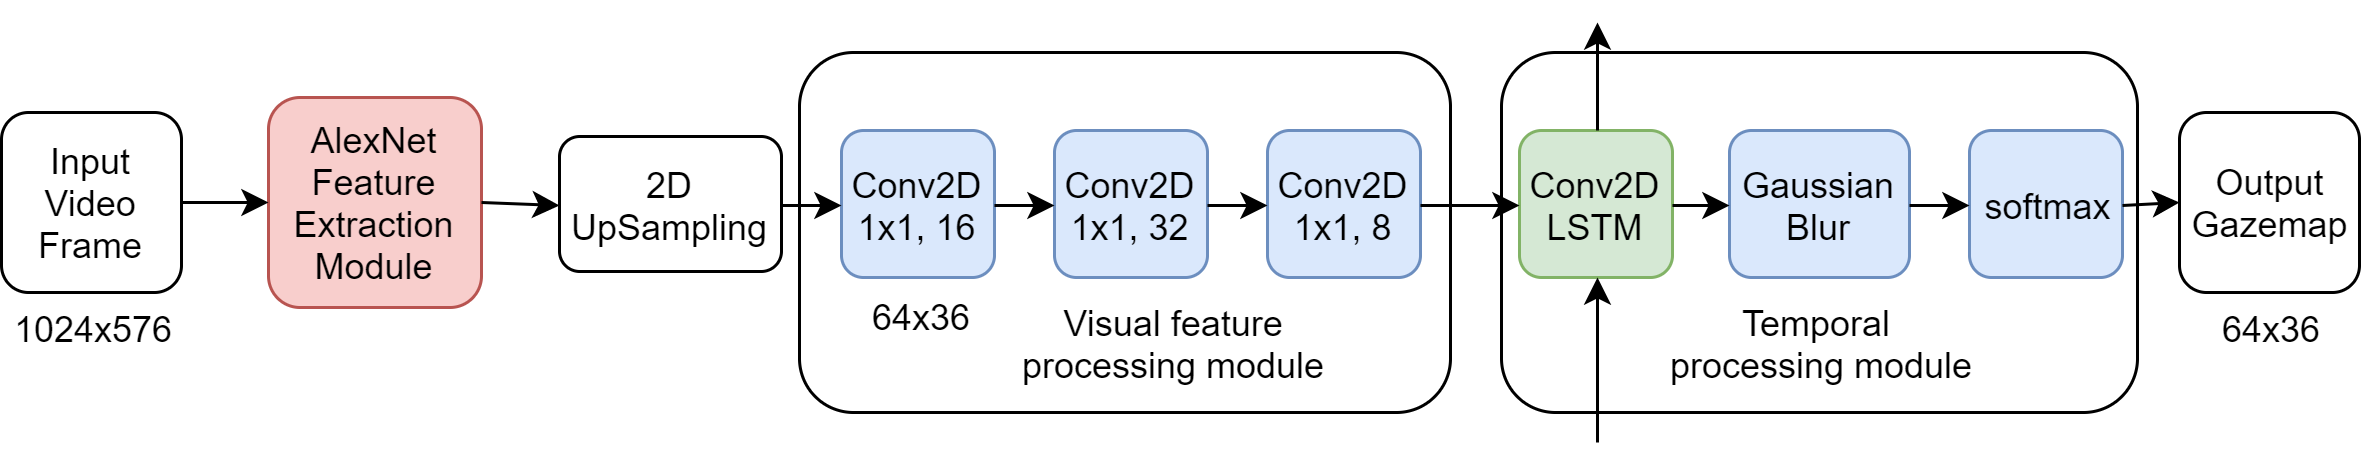 Input
Video
Frame
1024x576
AlexNet
Feature
Extraction
Module
2D
UpSampling
Conv2D
1x1, 16
64x36
Conv2D
1x1, 32
Conv2D
1x1, 8
Visual feature
processing module
Conv2D
LSTM
Gaussian
Blur
softmax
Temporal
processing module
Output
Gazemap
64x36